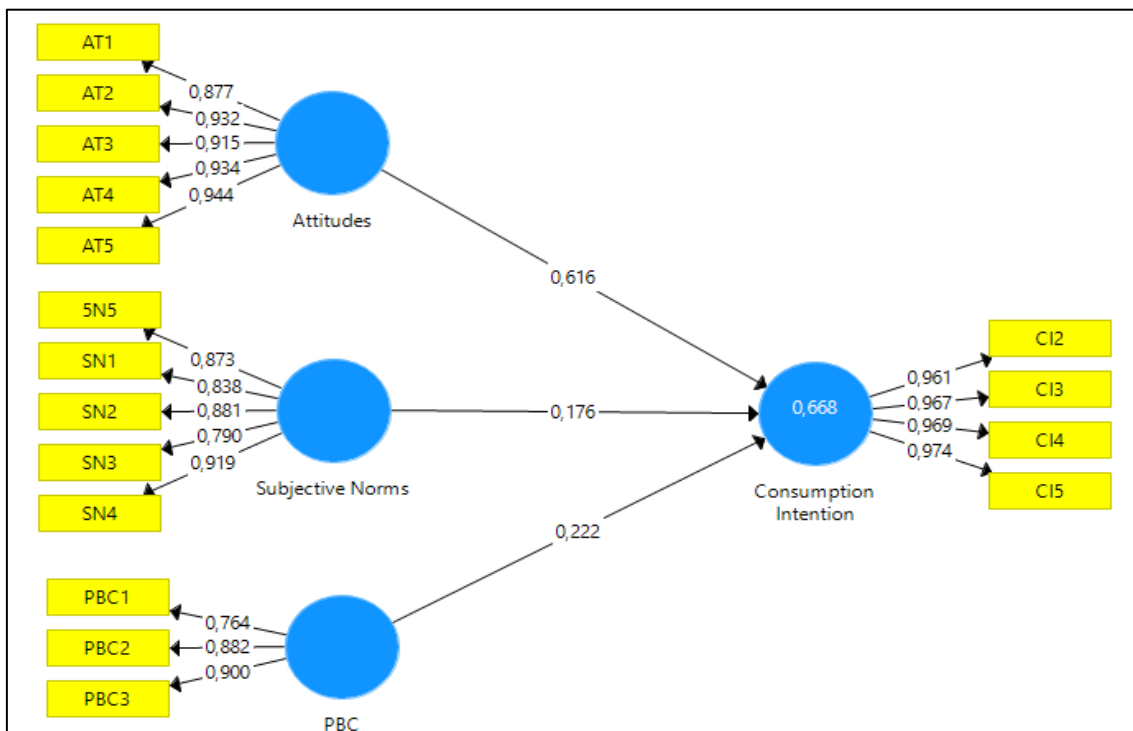 AT1
AT2
AT3
AT4
AT5
0,877
0,932
0,915
0,934
0,944
Attitudes
0,616
5N5
SN1
SN2
SN3
SN4
0,873
0,838
0,881
0,790
0,919
Subjective Norms
0,176
PBC1
PBC2
PBC3
0,764
0,882
0,900
PBC
0,222
0,668
Consumption
Intention
0,961
0,967
0,969
0,974
CI2
CI3
CI4
CI5